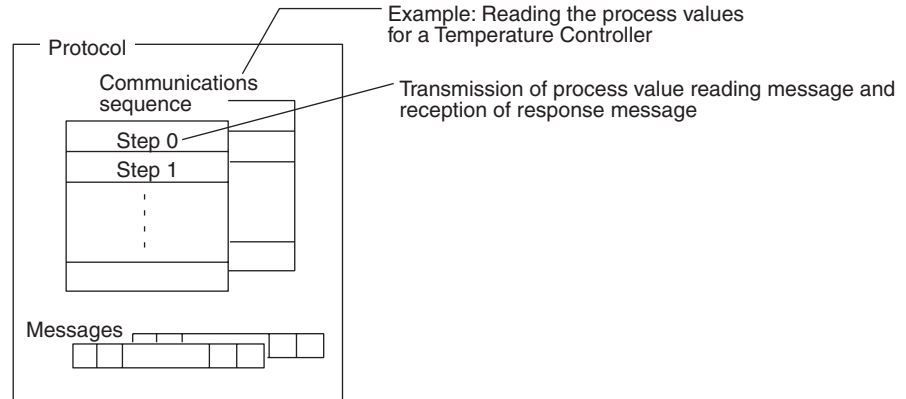 Example: Reading the process values
for a Temperature Controller
Protocol
Communications
sequence
Transmission of process value reading message and
reception of response message
Step 0
Step 1
Messages